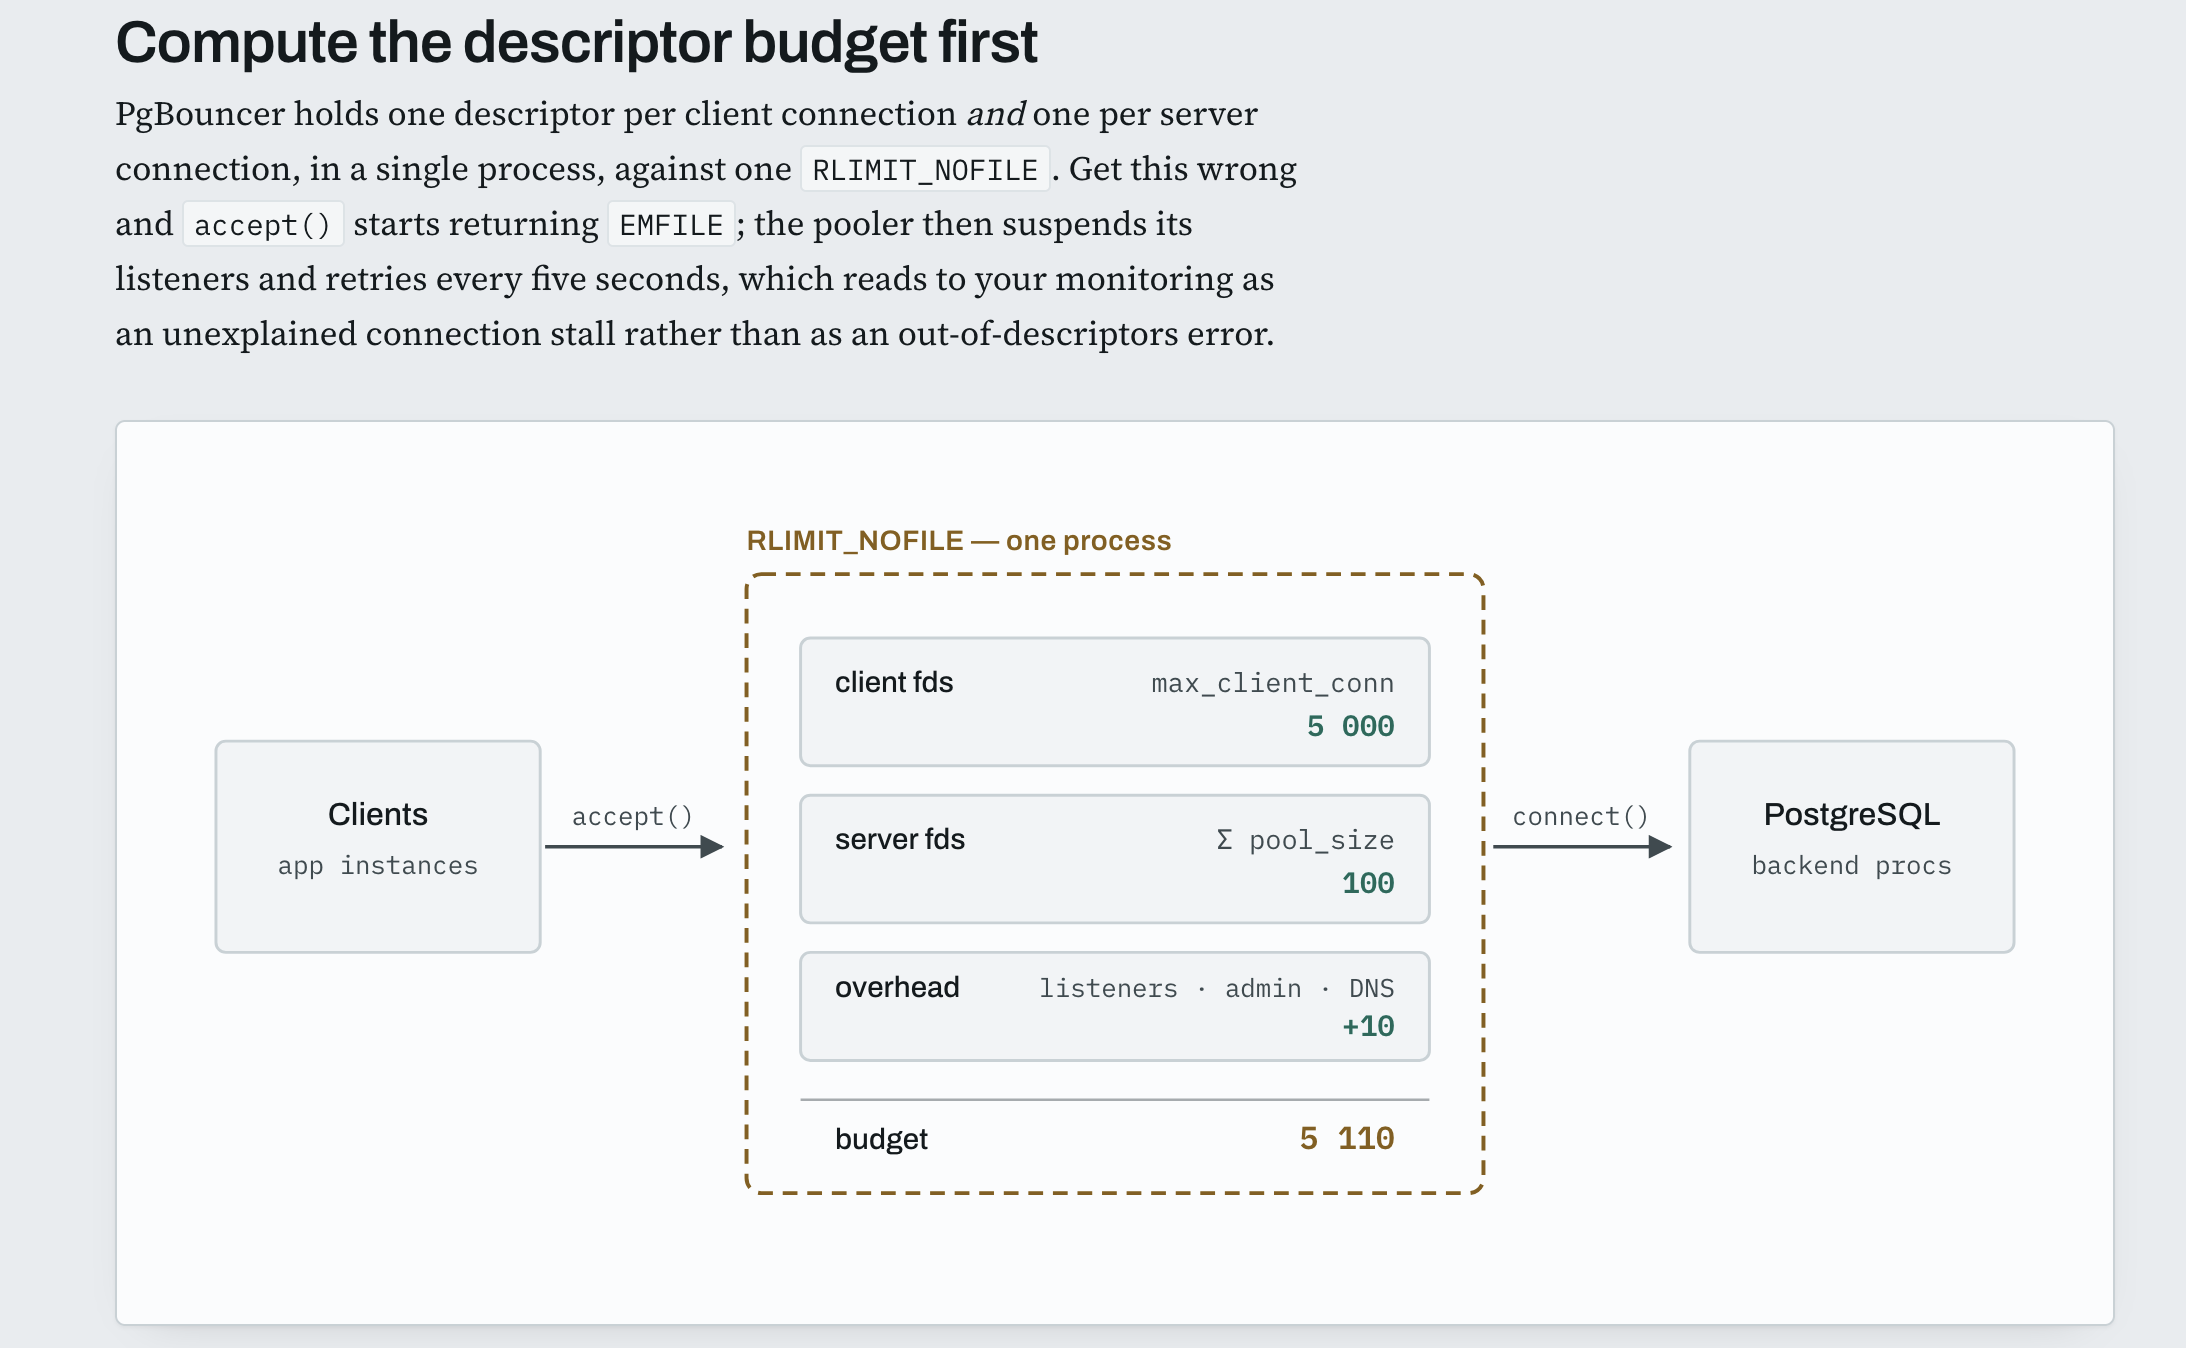 Compute the descriptor budget first
PgBouncer holds one descriptor per client connection and one per server
connection, in a single process, against one RLIMIT_NOFILE. Get this wrong
and accept() starts returning EMFILE; the pooler then suspends its
listeners and retries every five seconds, which reads to your monitoring as
an unexplained connection stall rather than as an out-of-descriptors error.
RLIMIT_NOFILE — one process
client fds max_client_conn
5 000
Clients
app instances
accept()
server fds Σ pool_size
100
connect()
PostgreSQL
backend procs
overhead listeners · admin · DNS
+10
budget 5 110